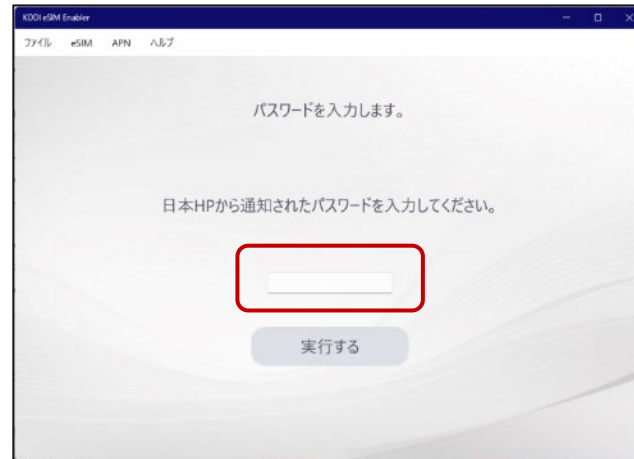 KDDI eSIM Enabler
ファイル eSIM APN ヘルプ
パスワードを入力します。
日本HPから通知されたパスワードを入力してください。
実行する